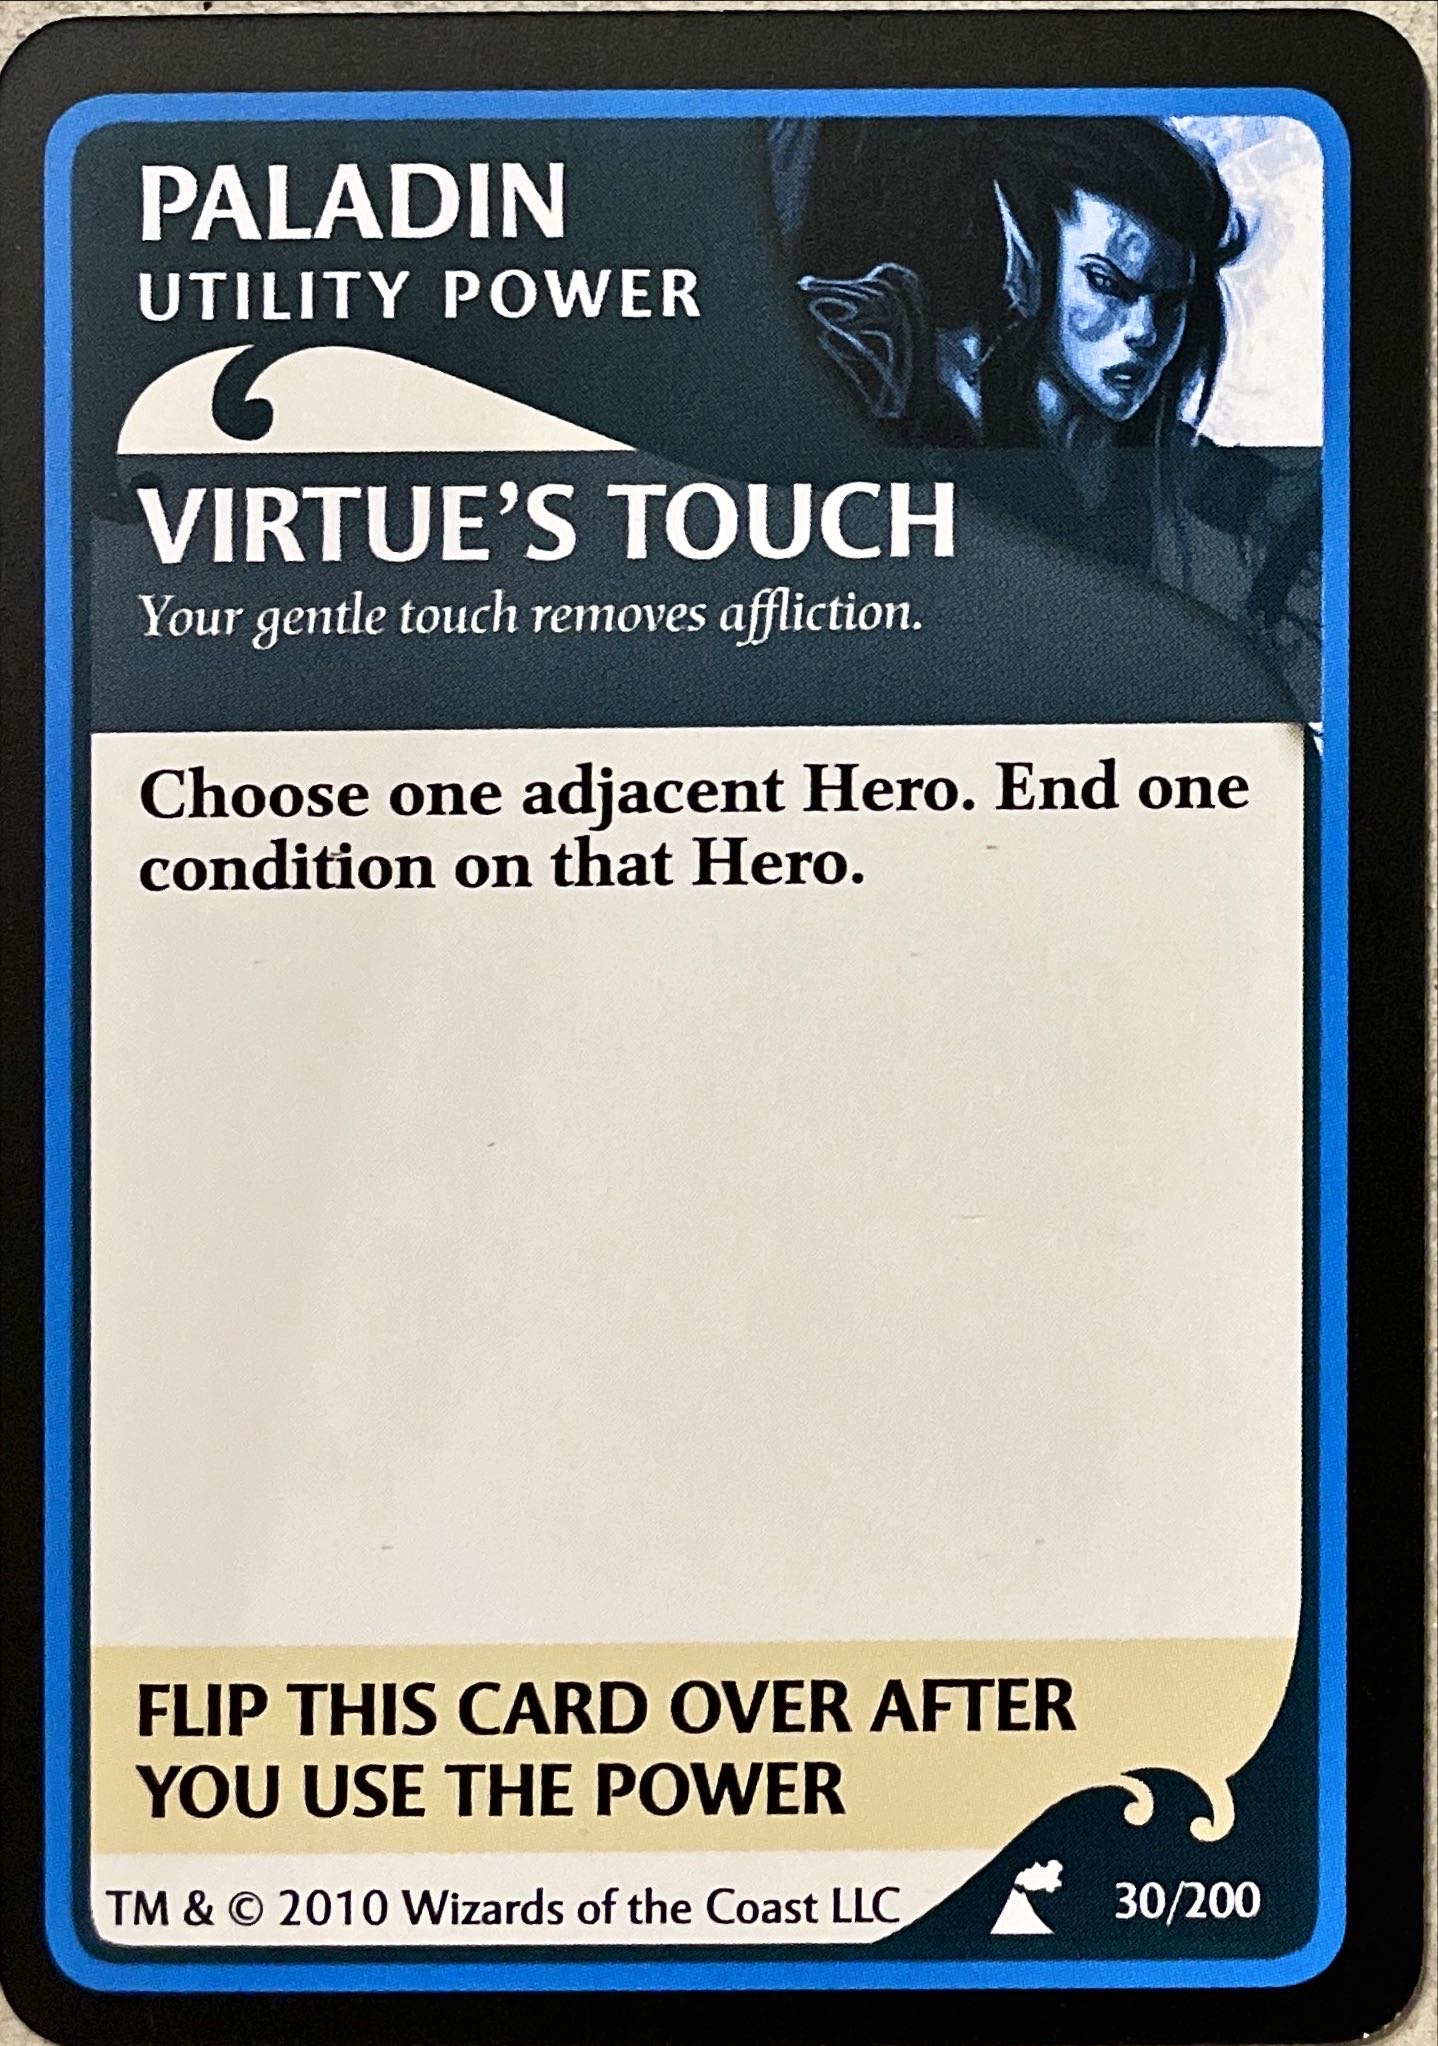 PALADIN
UTILITY POWER
VIRTUE'S TOUCH
Your gentle touch removes affliction.
Choose one adjacent Hero. End one
condition on that Hero.
FLIP THIS CARD OVER AFTER
YOU USE THE POWER
TM & © 2010 Wizards of the Coast LLC
30/200